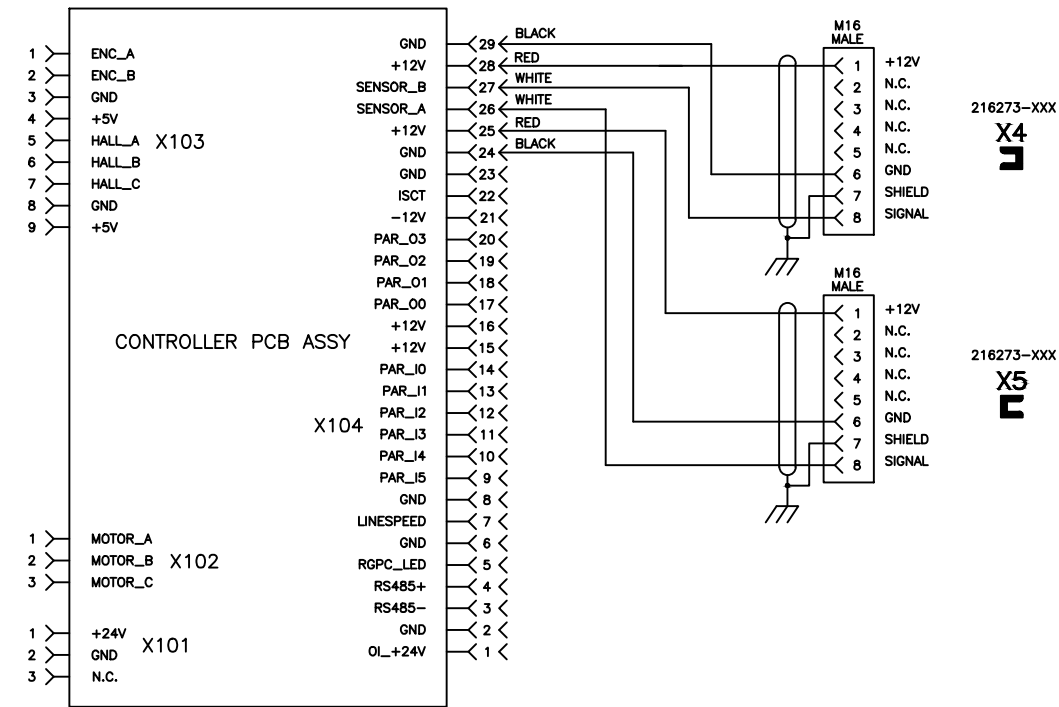 1 ENC_A
2 ENC_B
3 GND
4 +5V
5 HALL_A
6 HALL_B
7 HALL_C
8 GND
9 +5V
X103
CONTROLLER PCB ASSY
X104
1 MOTOR_A
2 MOTOR_B
3 MOTOR_C
X102
1 +24V
2 GND
3 N.C.
X101
GND 29 BLACK
+12V 28 RED
SENSOR_B 27 WHITE
SENSOR_A 26 WHITE
+12V 25 RED
GND 24 BLACK
GND 23
ISCT 22
-12V 21
PAR_O3 20
PAR_O2 19
PAR_O1 18
PAR_OO 17
+12V 16
+12V 15
PAR_I0 14
PAR_I1 13
PAR_I2 12
PAR_I3 11
PAR_I4 10
PAR_I5 9
GND 8
LINESPEED 7
GND 6
RGPC_LED 5
RS485+ 4
RS485- 3
GND 2
OI_+24V 1
M16
MALE
1 +12V
2 N.C.
3 N.C.
4 N.C.
5 N.C.
6 GND
7 SHIELD
8 SIGNAL
216273-XXX
X4
M16
MALE
1 +12V
2 N.C.
3 N.C.
4 N.C.
5 N.C.
6 GND
7 SHIELD
8 SIGNAL
216273-XXX
X5